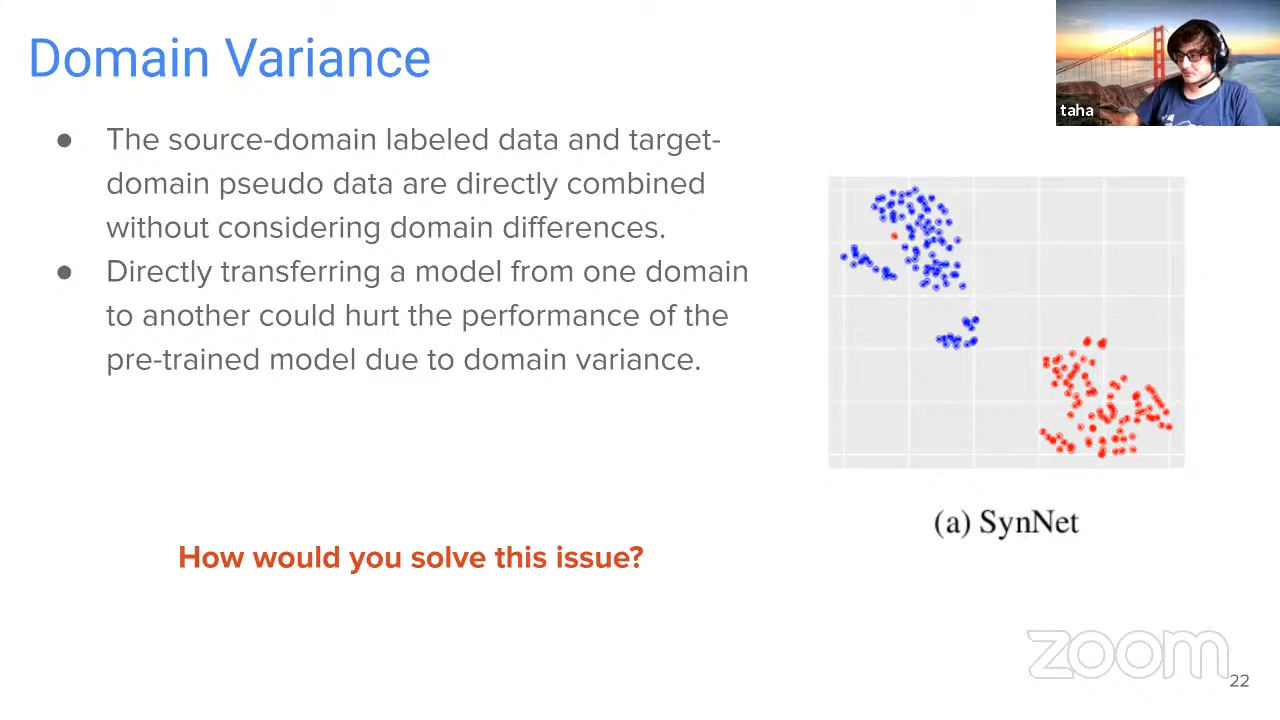 Domain Variance
taha
● The source-domain labeled data and target-
domain pseudo data are directly combined
without considering domain differences.
● Directly transferring a model from one domain
to another could hurt the performance of the
pre-trained model due to domain variance.
(a) SynNet
How would you solve this issue?
zoom
22